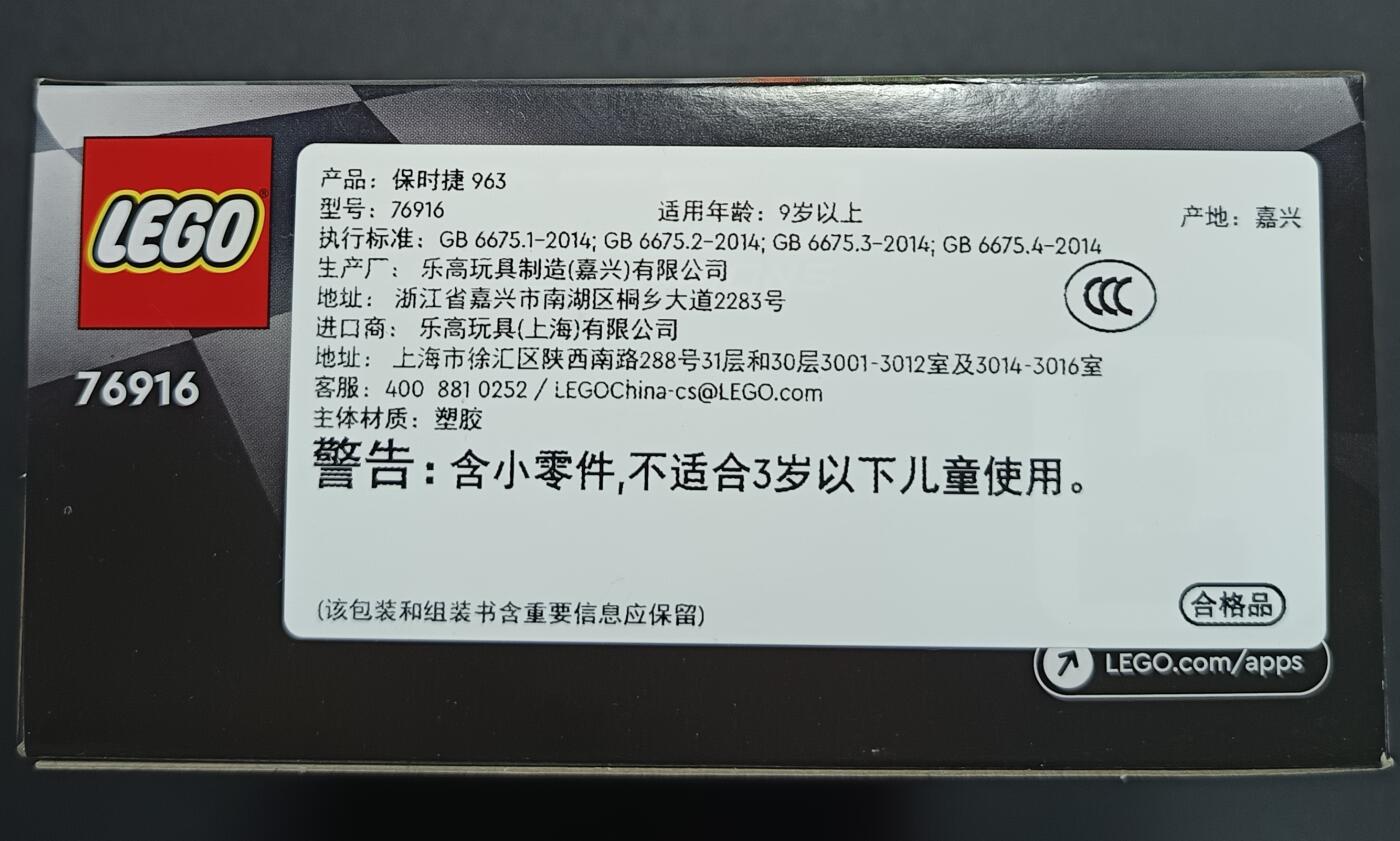 LEGO®
76916
产品：保时捷 963
型号：76916 适用年龄：9岁以上 产地：嘉兴
执行标准：GB 6675.1-2014; GB 6675.2-2014; GB 6675.3-2014; GB 6675.4-2014
生产厂：乐高玩具制造(嘉兴)有限公司
CCC
地址：浙江省嘉兴市南湖区桐乡大道2283号
进口商：乐高玩具(上海)有限公司
地址：上海市徐汇区陕西南路288号31层和30层3001-3012室及3014-3016室
客服：400 881 0252 / LEGOChina-cs@LEGO.com
主体材质：塑胶
警告：含小零件,不适合3岁以下儿童使用。
(该包装和组装书含重要信息应保留)
合格品
LEGO.com/apps